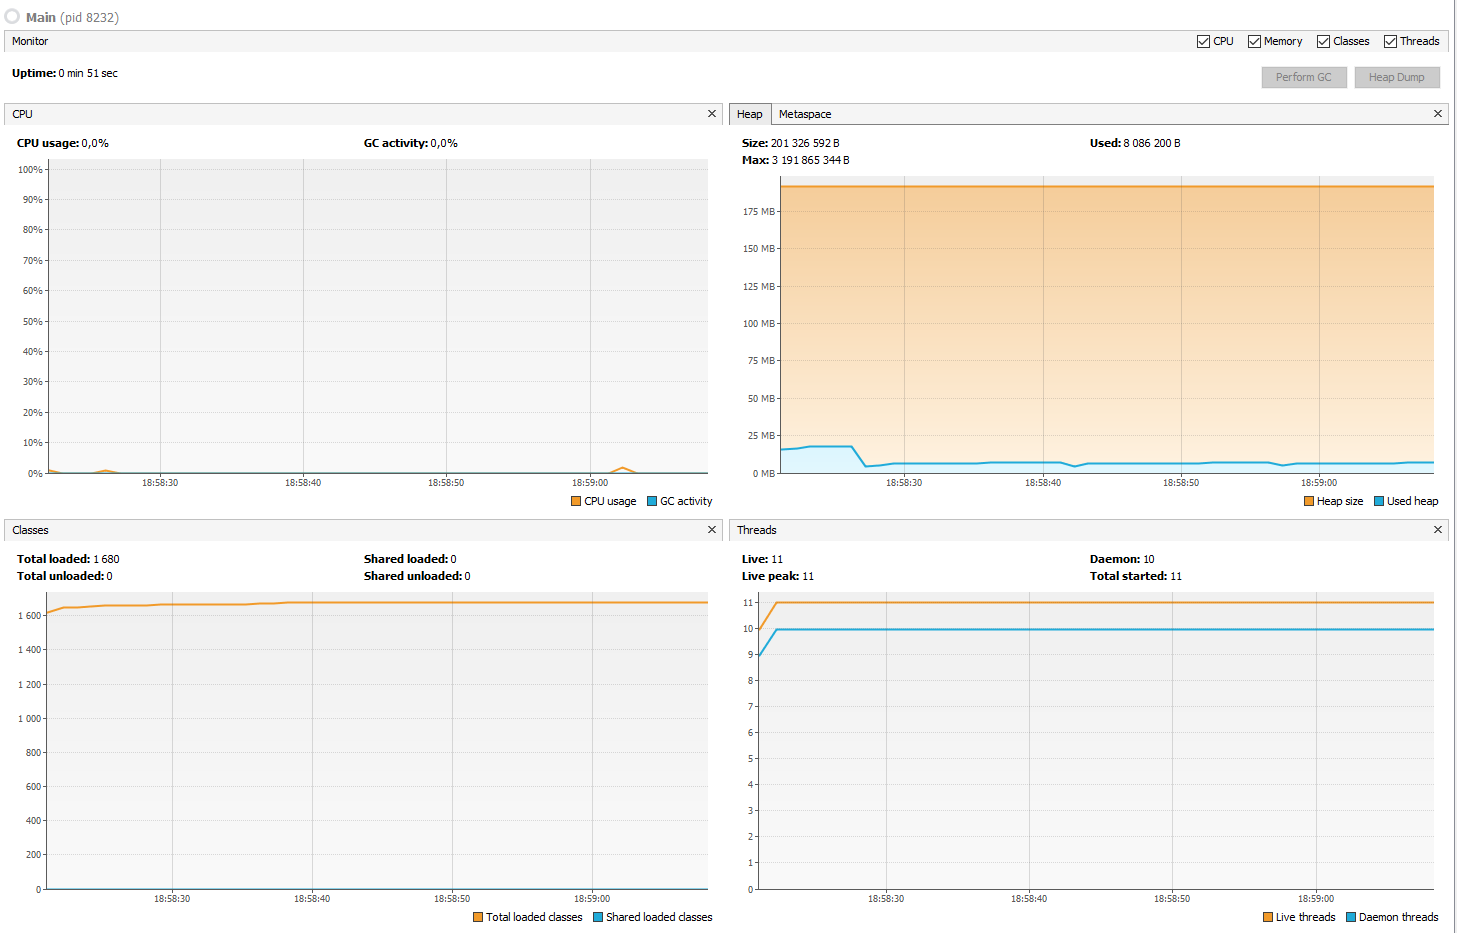 Main (pid 8232)
Monitor
CPU Memory Classes Threads
Uptime: 0 min 51 sec
Perform GC Heap Dump
CPU
CPU usage: 0,0% GC activity: 0,0%
100%
90%
80%
70%
60%
50%
40%
30%
20%
10%
0%
18:58:30 18:58:40 18:58:50 18:59:00
CPU usage GC activity
Heap Metaspace
Size: 201 326 592 B Used: 8 086 200 B
Max: 3 191 865 344 B
175 MB
150 MB
125 MB
100 MB
75 MB
50 MB
25 MB
0 MB
18:58:30 18:58:40 18:58:50 18:59:00
Heap size Used heap
Classes
Total loaded: 1 680 Shared loaded: 0
Total unloaded: 0 Shared unloaded: 0
1 600
1 400
1 200
1 000
800
600
400
200
0
18:58:30 18:58:40 18:58:50 18:59:00
Total loaded classes Shared loaded classes
Threads
Live: 11 Daemon: 10
Live peak: 11 Total started: 11
11
10
9
8
7
6
5
4
3
2
1
0
18:58:30 18:58:40 18:58:50 18:59:00
Live threads Daemon threads